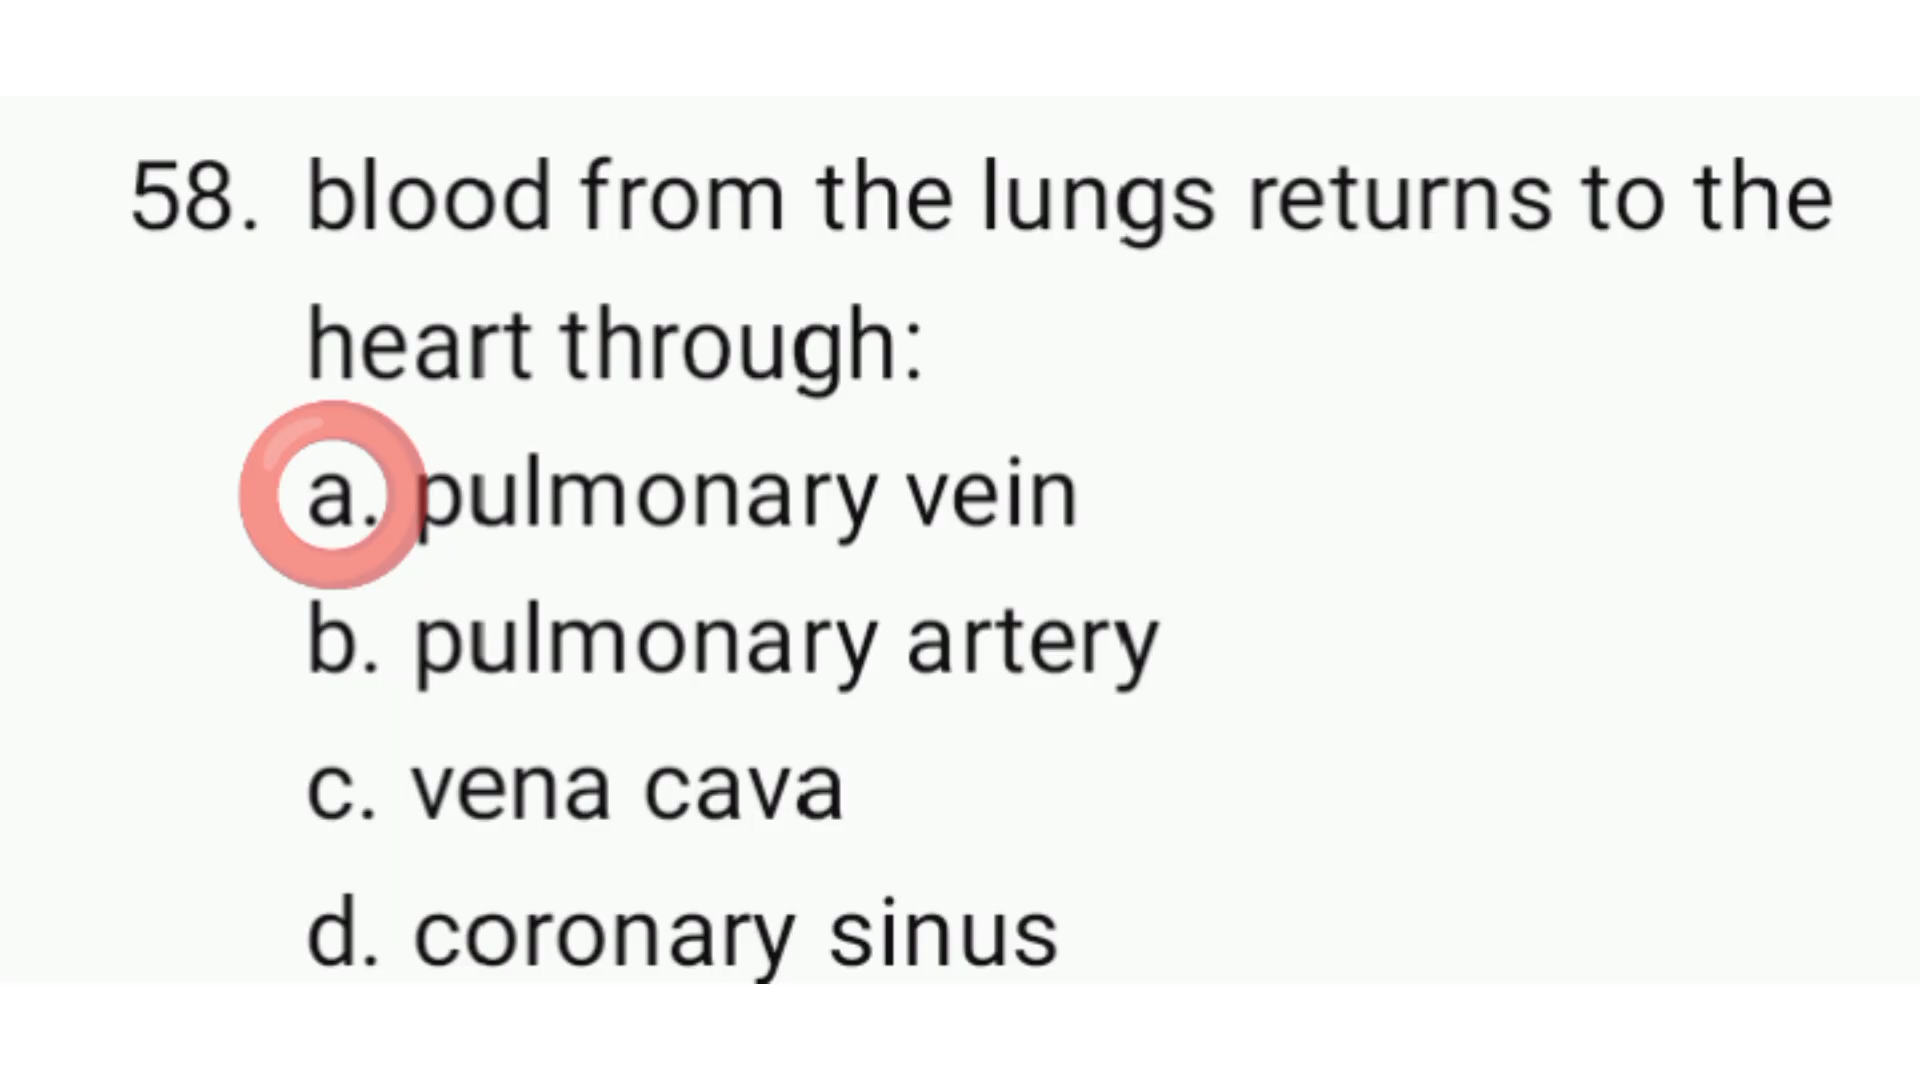 58. blood from the lungs returns to the
heart through:
a. pulmonary vein
b. pulmonary artery
c. vena cava
d. coronary sinus